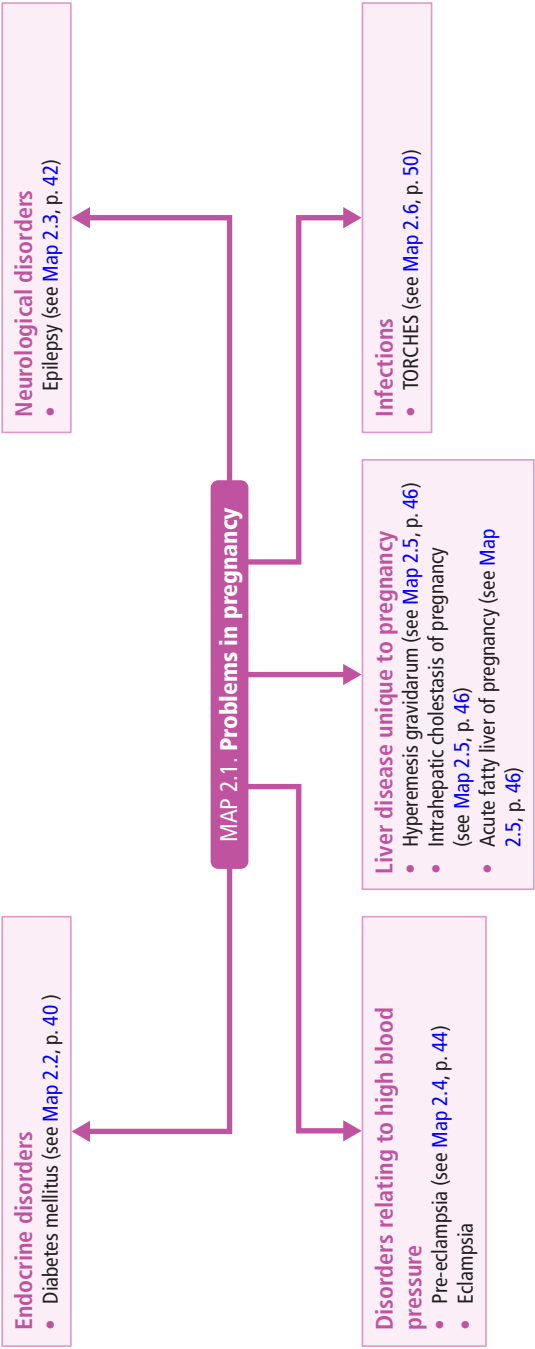 MAP 2.1. Problems in pregnancy
Endocrine disorders
• Diabetes mellitus (see Map 2.2, p. 40 )
Neurological disorders
• Epilepsy (see Map 2.3, p. 42)
Disorders relating to high blood
pressure
• Pre-eclampsia (see Map 2.4, p. 44)
• Eclampsia
Liver disease unique to pregnancy
• Hyperemesis gravidarum (see Map 2.5, p. 46)
• Intrahepatic cholestasis of pregnancy
(see Map 2.5, p. 46)
• Acute fatty liver of pregnancy (see Map
2.5, p. 46)
Infections
• TORCHES (see Map 2.6, p. 50)